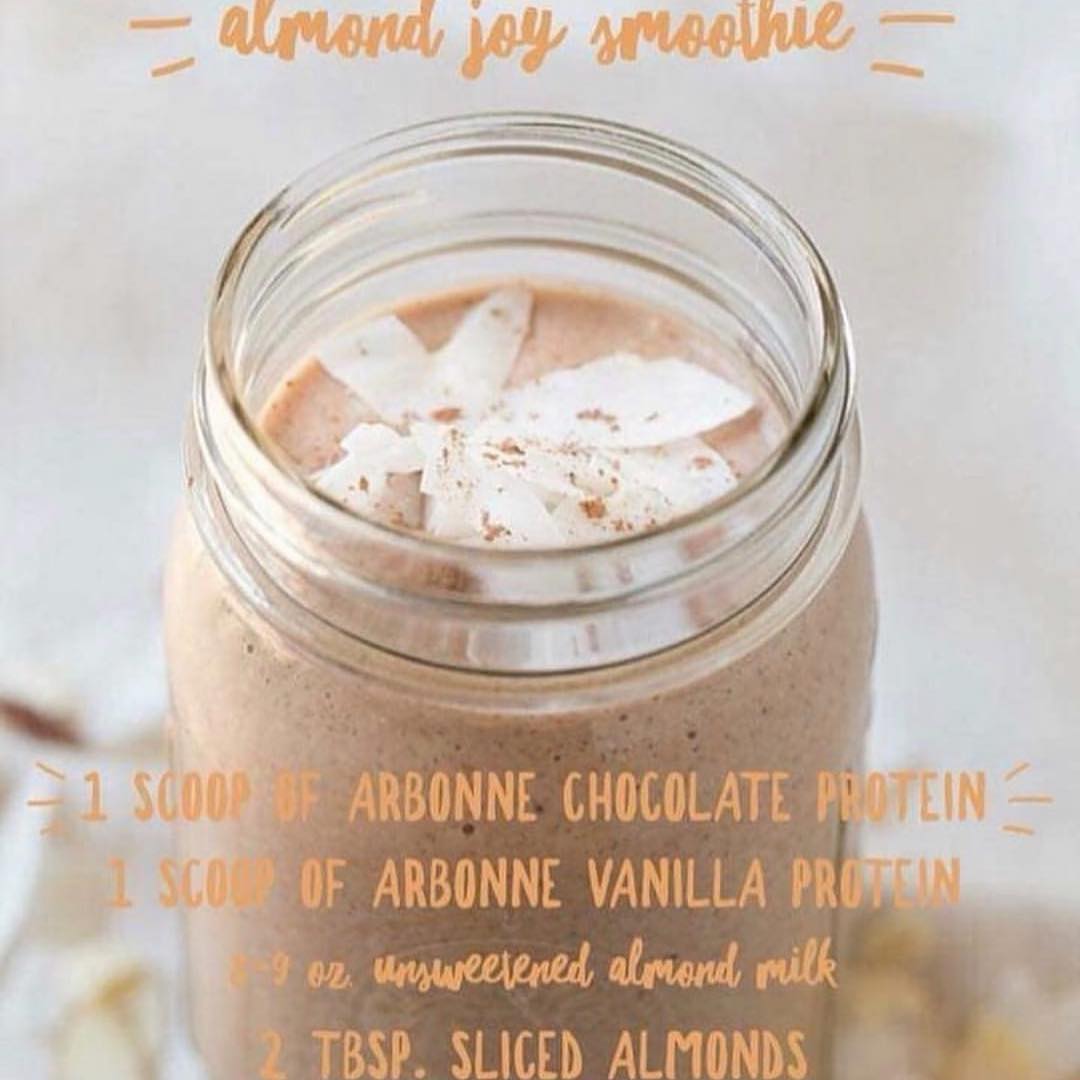 almond joy smoothie
1 SCOOP OF ARBONNE CHOCOLATE PROTEIN
1 SCOOP OF ARBONNE VANILLA PROTEIN
8-9 oz. unsweetened almond milk
2 TBSP. SLICED ALMONDS